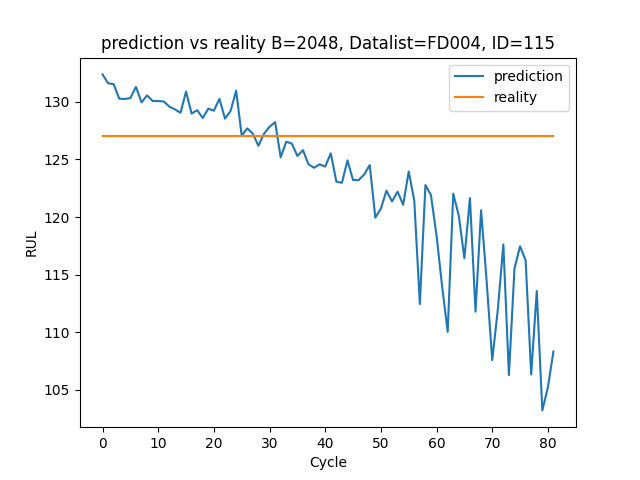 prediction vs reality B=2048, Datalist=FD004, ID=115
prediction
reality
130
125
120
115
110
105
RUL
0 10 20 30 40 50 60 70 80
Cycle